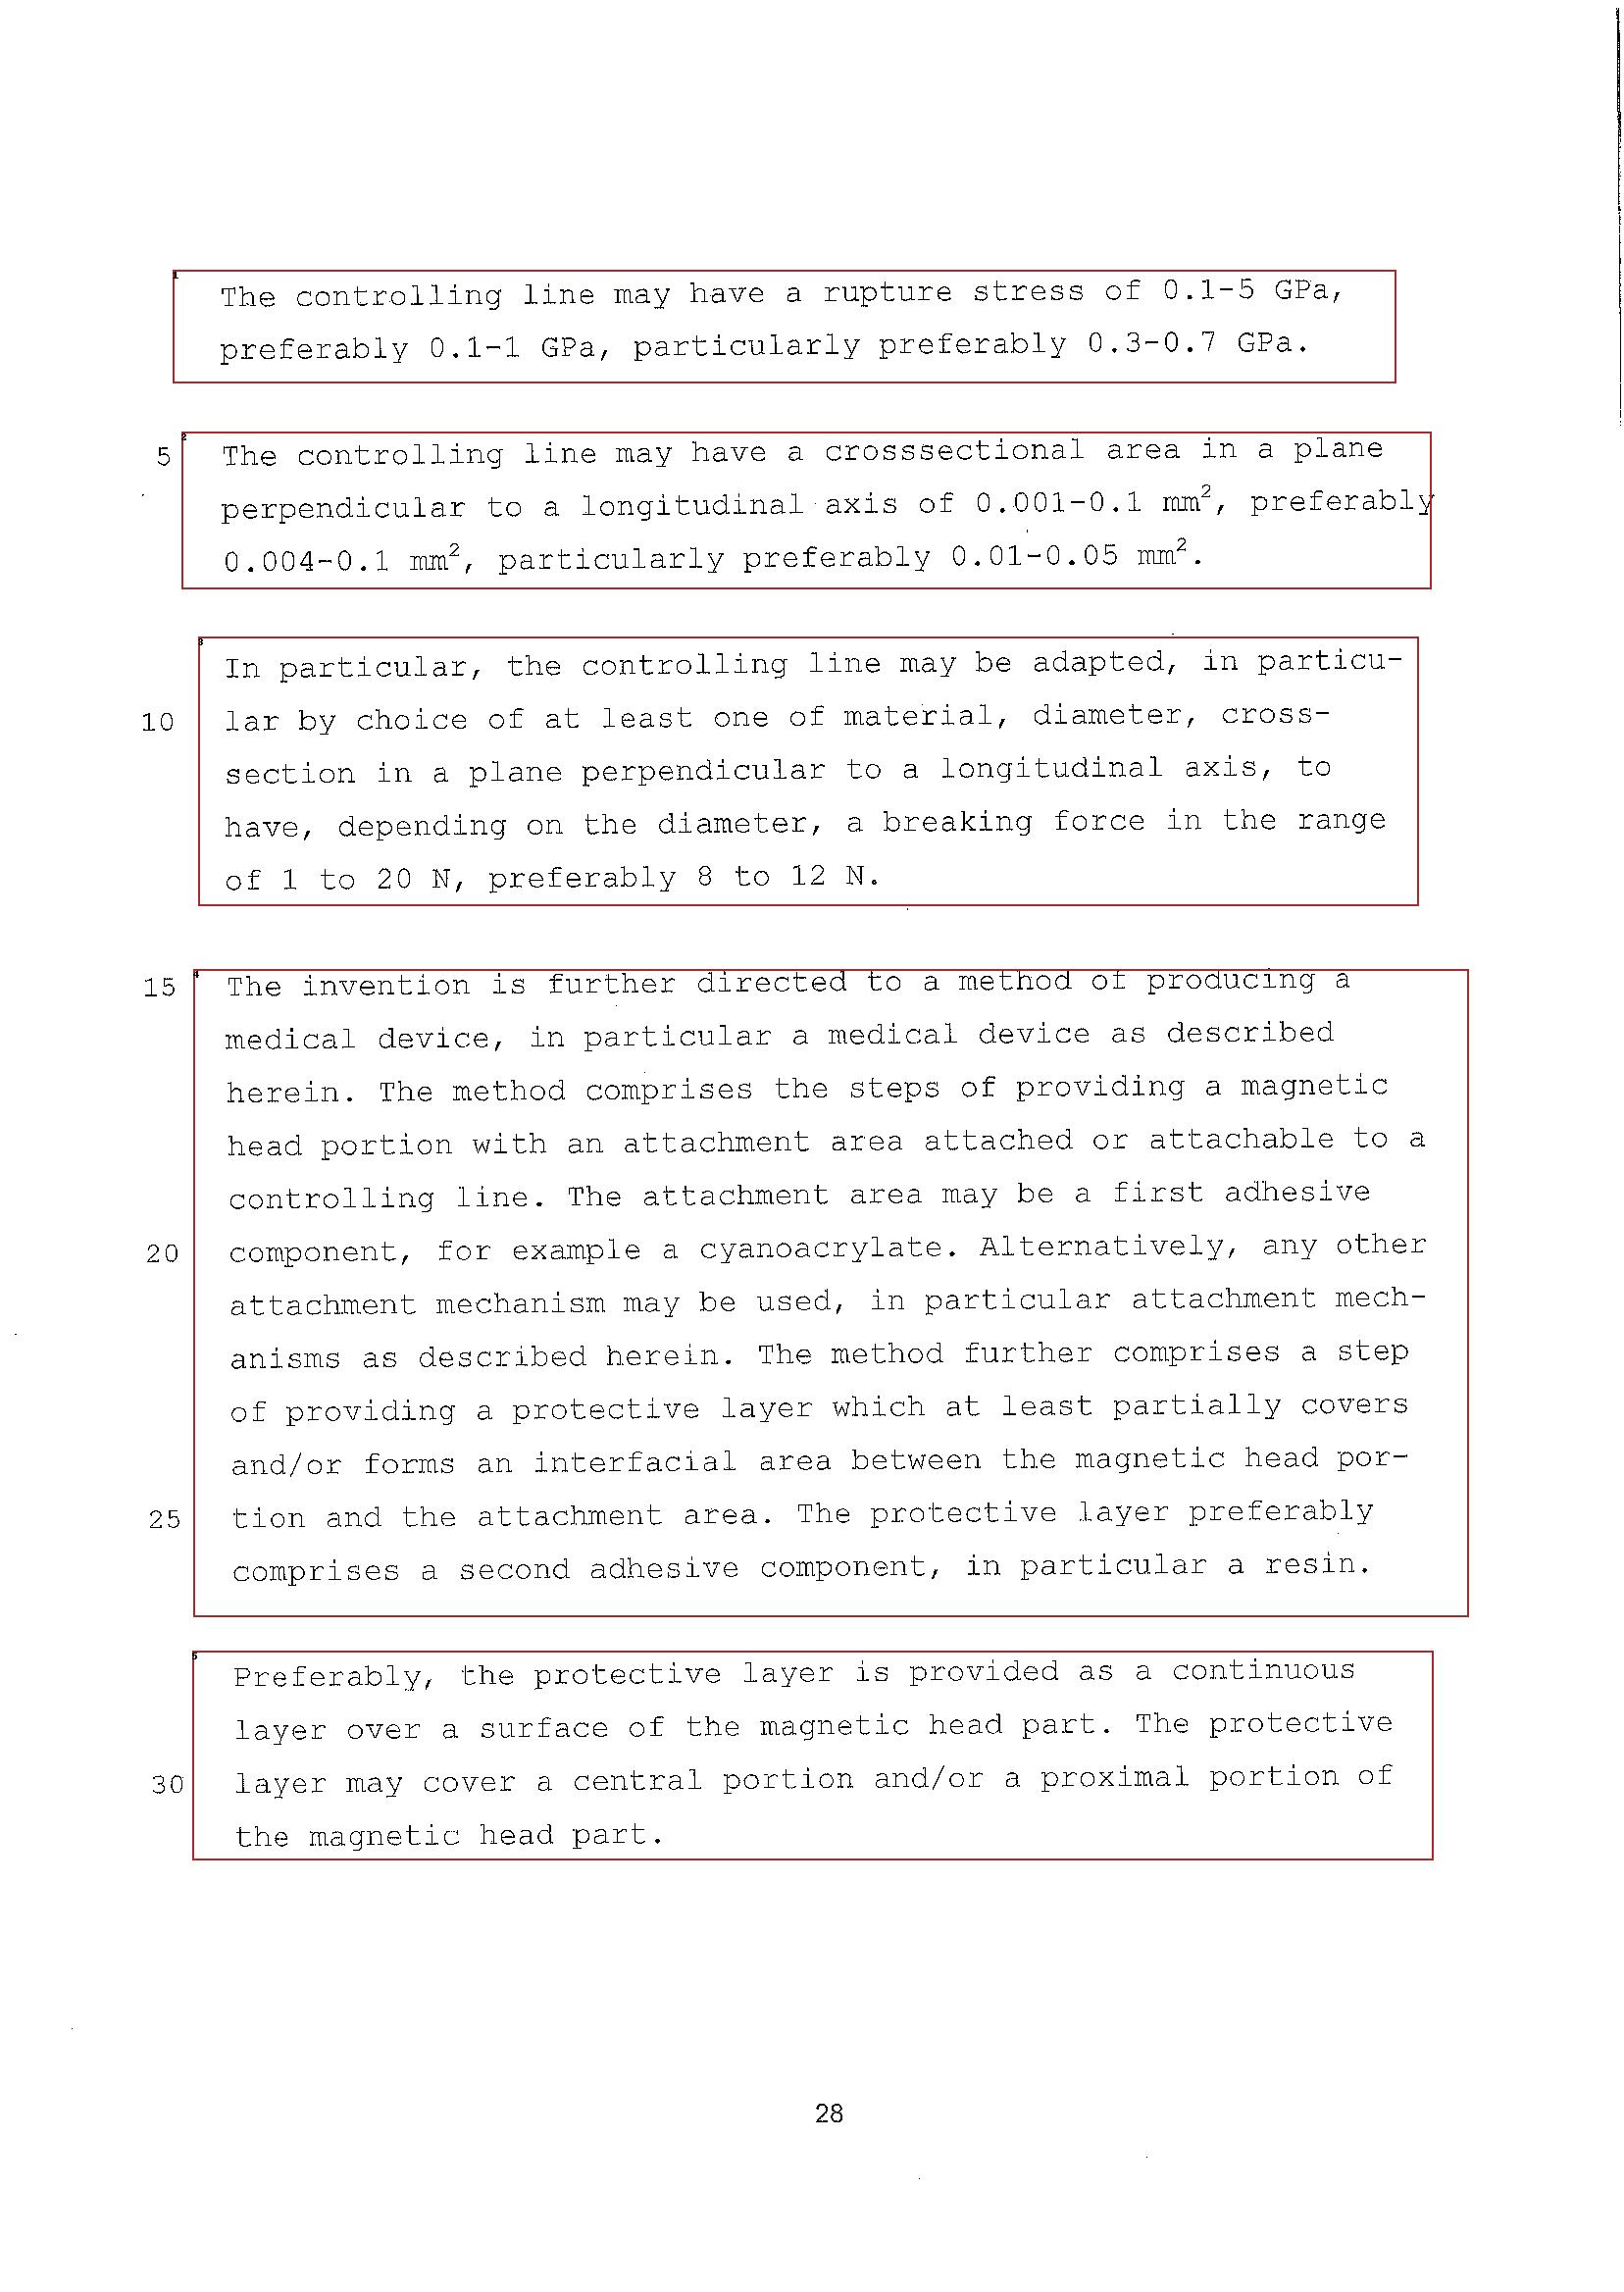 The controlling line may have a rupture stress of 0.1-5 GPa,
preferably 0.1-1 GPa, particularly preferably 0.3-0.7 GPa.
5 The controlling line may have a crosssectional area in a plane
perpendicular to a longitudinal axis of 0.001-0.1 mm², preferably
0.004-0.1 mm², particularly preferably 0.01-0.05 mm².
In particular, the controlling line may be adapted, in particu-
10 lar by choice of at least one of material, diameter, cross-
section in a plane perpendicular to a longitudinal axis, to
have, depending on the diameter, a breaking force in the range
of 1 to 20 N, preferably 8 to 12 N.
15 The invention is further directed to a method of producing a
medical device, in particular a medical device as described
herein. The method comprises the steps of providing a magnetic
head portion with an attachment area attached or attachable to a
controlling line. The attachment area may be a first adhesive
20 component, for example a cyanoacrylate. Alternatively, any other
attachment mechanism may be used, in particular attachment mech-
anisms as described herein. The method further comprises a step
of providing a protective layer which at least partially covers
and/or forms an interfacial area between the magnetic head por-
25 tion and the attachment area. The protective layer preferably
comprises a second adhesive component, in particular a resin.
Preferably, the protective layer is provided as a continuous
layer over a surface of the magnetic head part. The protective
30 layer may cover a central portion and/or a proximal portion of
the magnetic head part.
28